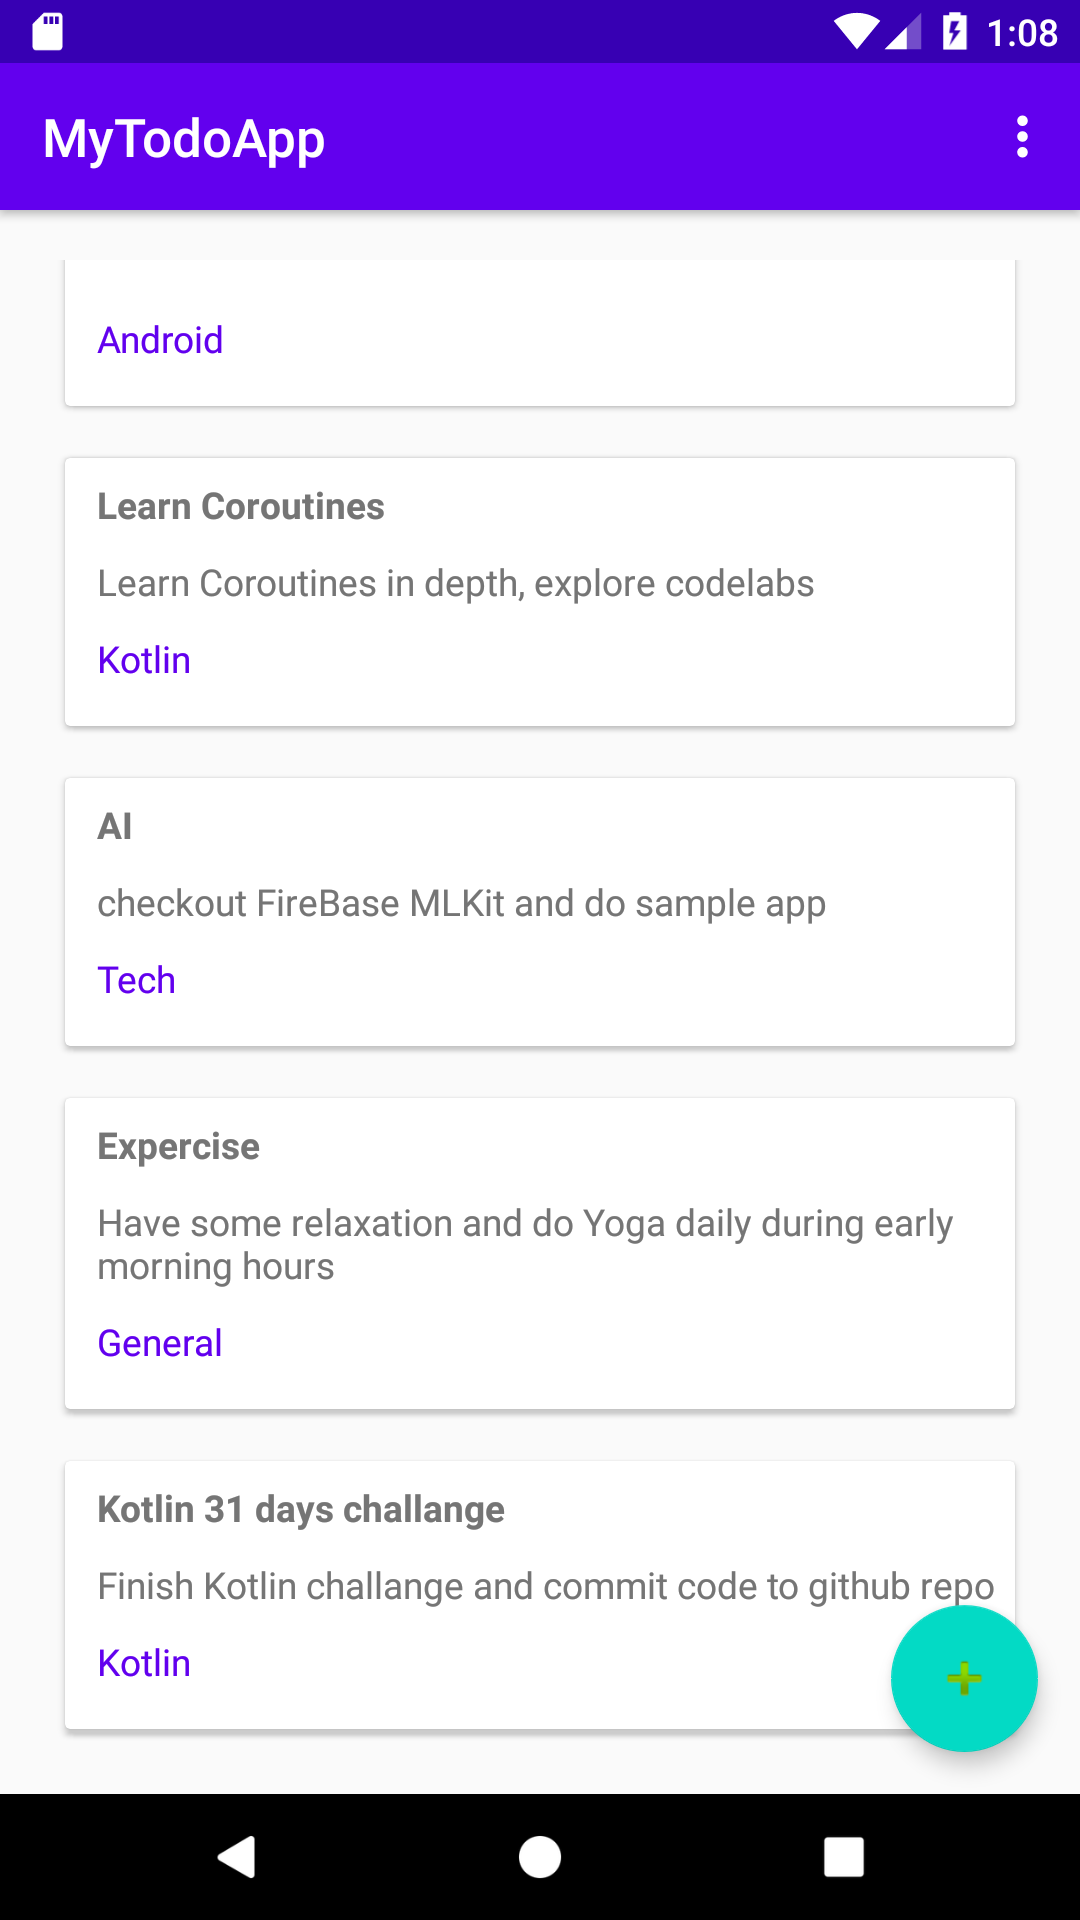 1:08
MyTodoApp
Android
Learn Coroutines
Learn Coroutines in depth, explore codelabs
Kotlin
AI
checkout FireBase MLKit and do sample app
Tech
Expercise
Have some relaxation and do Yoga daily during early
morning hours
General
Kotlin 31 days challange
Finish Kotlin challange and commit code to github repo
Kotlin